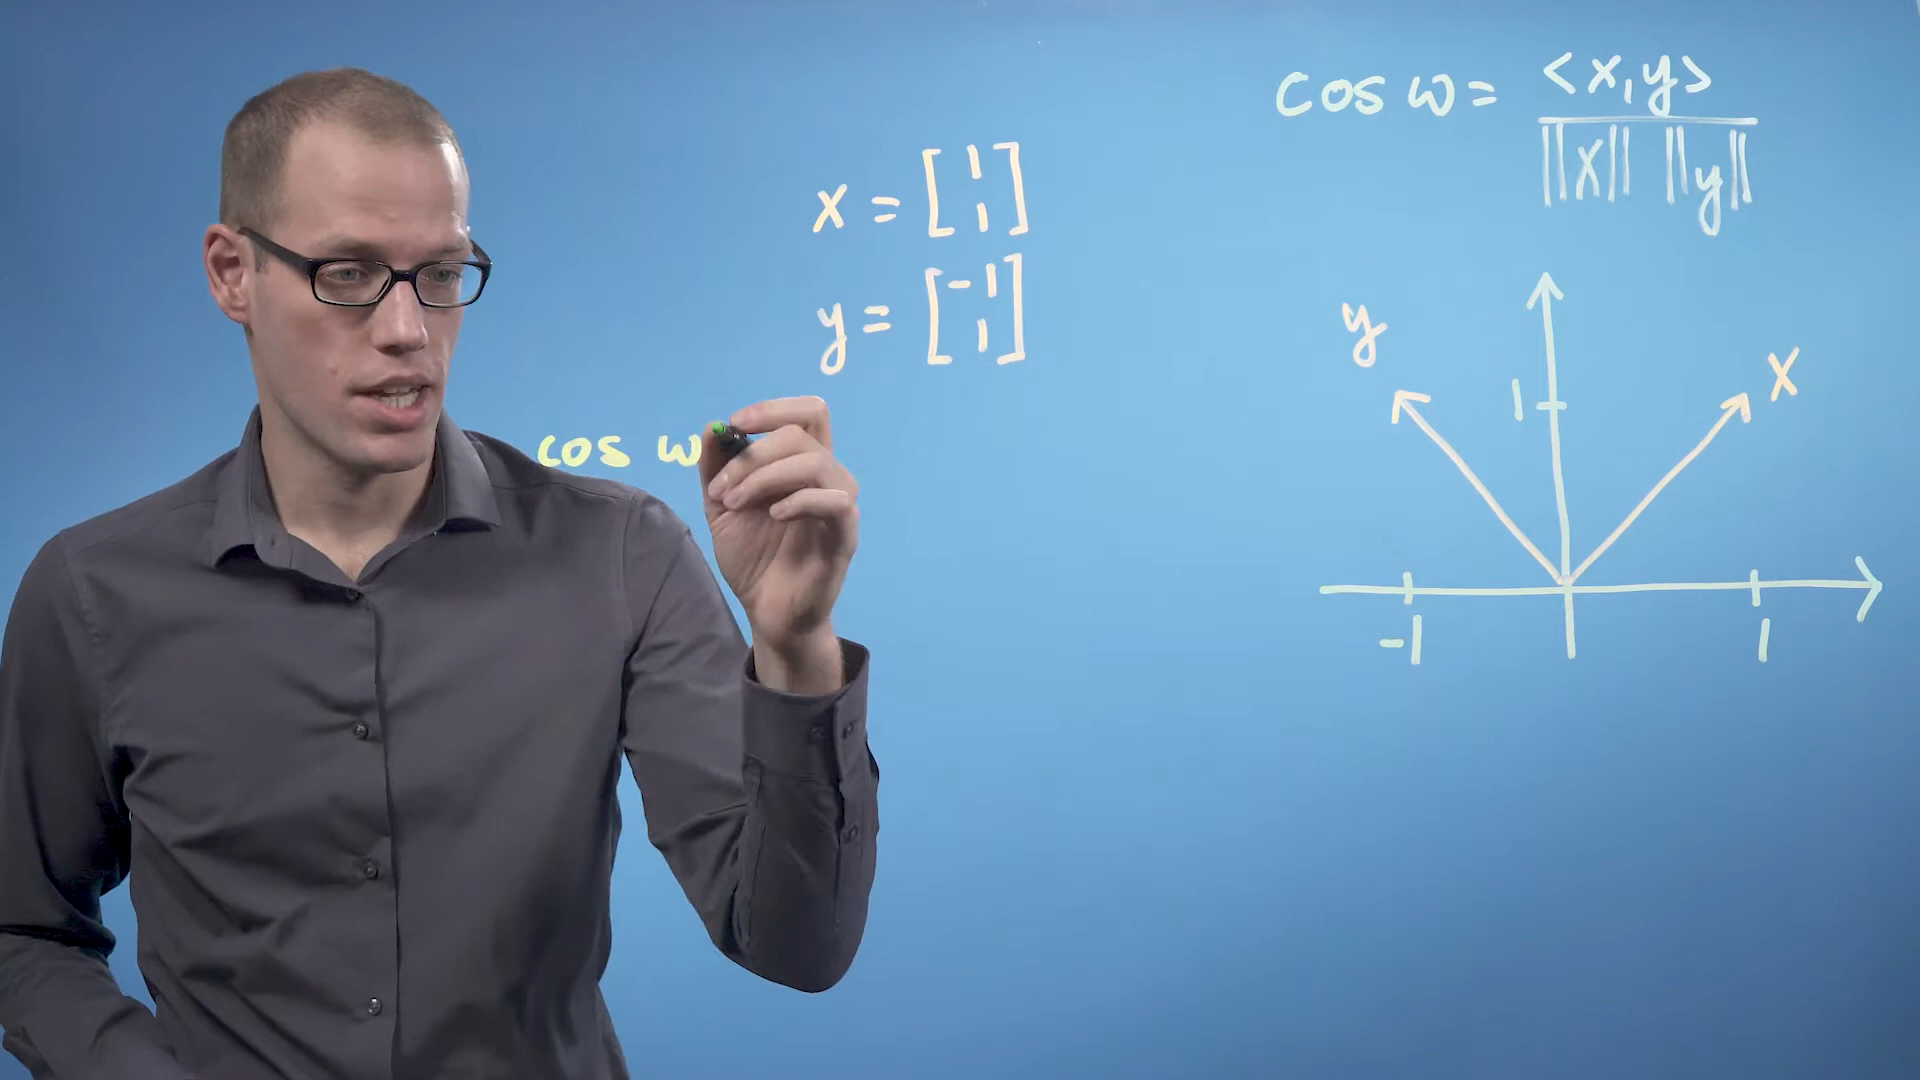 cos ω = <x,y>
||x|| ||y||
x = [1
1]
y = [-1
1]
cos ω
y
x
1
-1
1